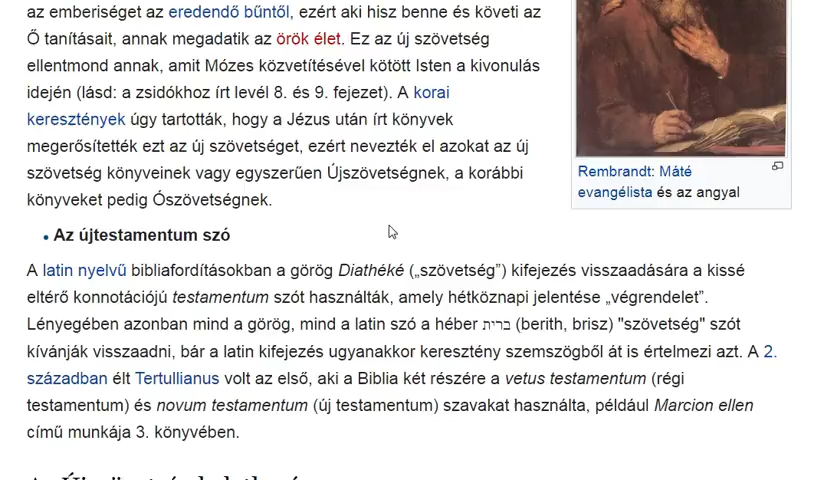 az emberiséget az eredendő bűntől, ezért aki hisz benne és követi az
Ő tanításait, annak megadatik az örök élet. Ez az új szövetség
ellentmond annak, amit Mózes közvetítésével kötött Isten a kivonulás
idején (lásd: a zsidókhoz írt levél 8. és 9. fejezet). A korai
keresztények úgy tartották, hogy a Jézus után írt könyvek
megerősítették ezt az új szövetséget, ezért nevezték el azokat az új
szövetség könyveinek vagy egyszerűen Újszövetségnek, a korábbi
könyveket pedig Ószövetségnek.
Rembrandt: Máté
evangélista és az angyal
• Az újtestamentum szó
A latin nyelvű bibliafordításokban a görög Diathéké („szövetség”) kifejezés visszaadására a kissé
eltérő konnotációjú testamentum szót használták, amely hétköznapi jelentése „végrendelet”.
Lényegében azonban mind a görög, mind a latin szó a héber ברית (berith, brisz) "szövetség" szót
kívánják visszaadni, bár a latin kifejezés ugyanakkor keresztény szemszögből át is értelmezi azt. A 2.
században élt Tertullianus volt az első, aki a Biblia két részére a vetus testamentum (régi
testamentum) és novum testamentum (új testamentum) szavakat használta, például Marcion ellen
című munkája 3. könyvében.